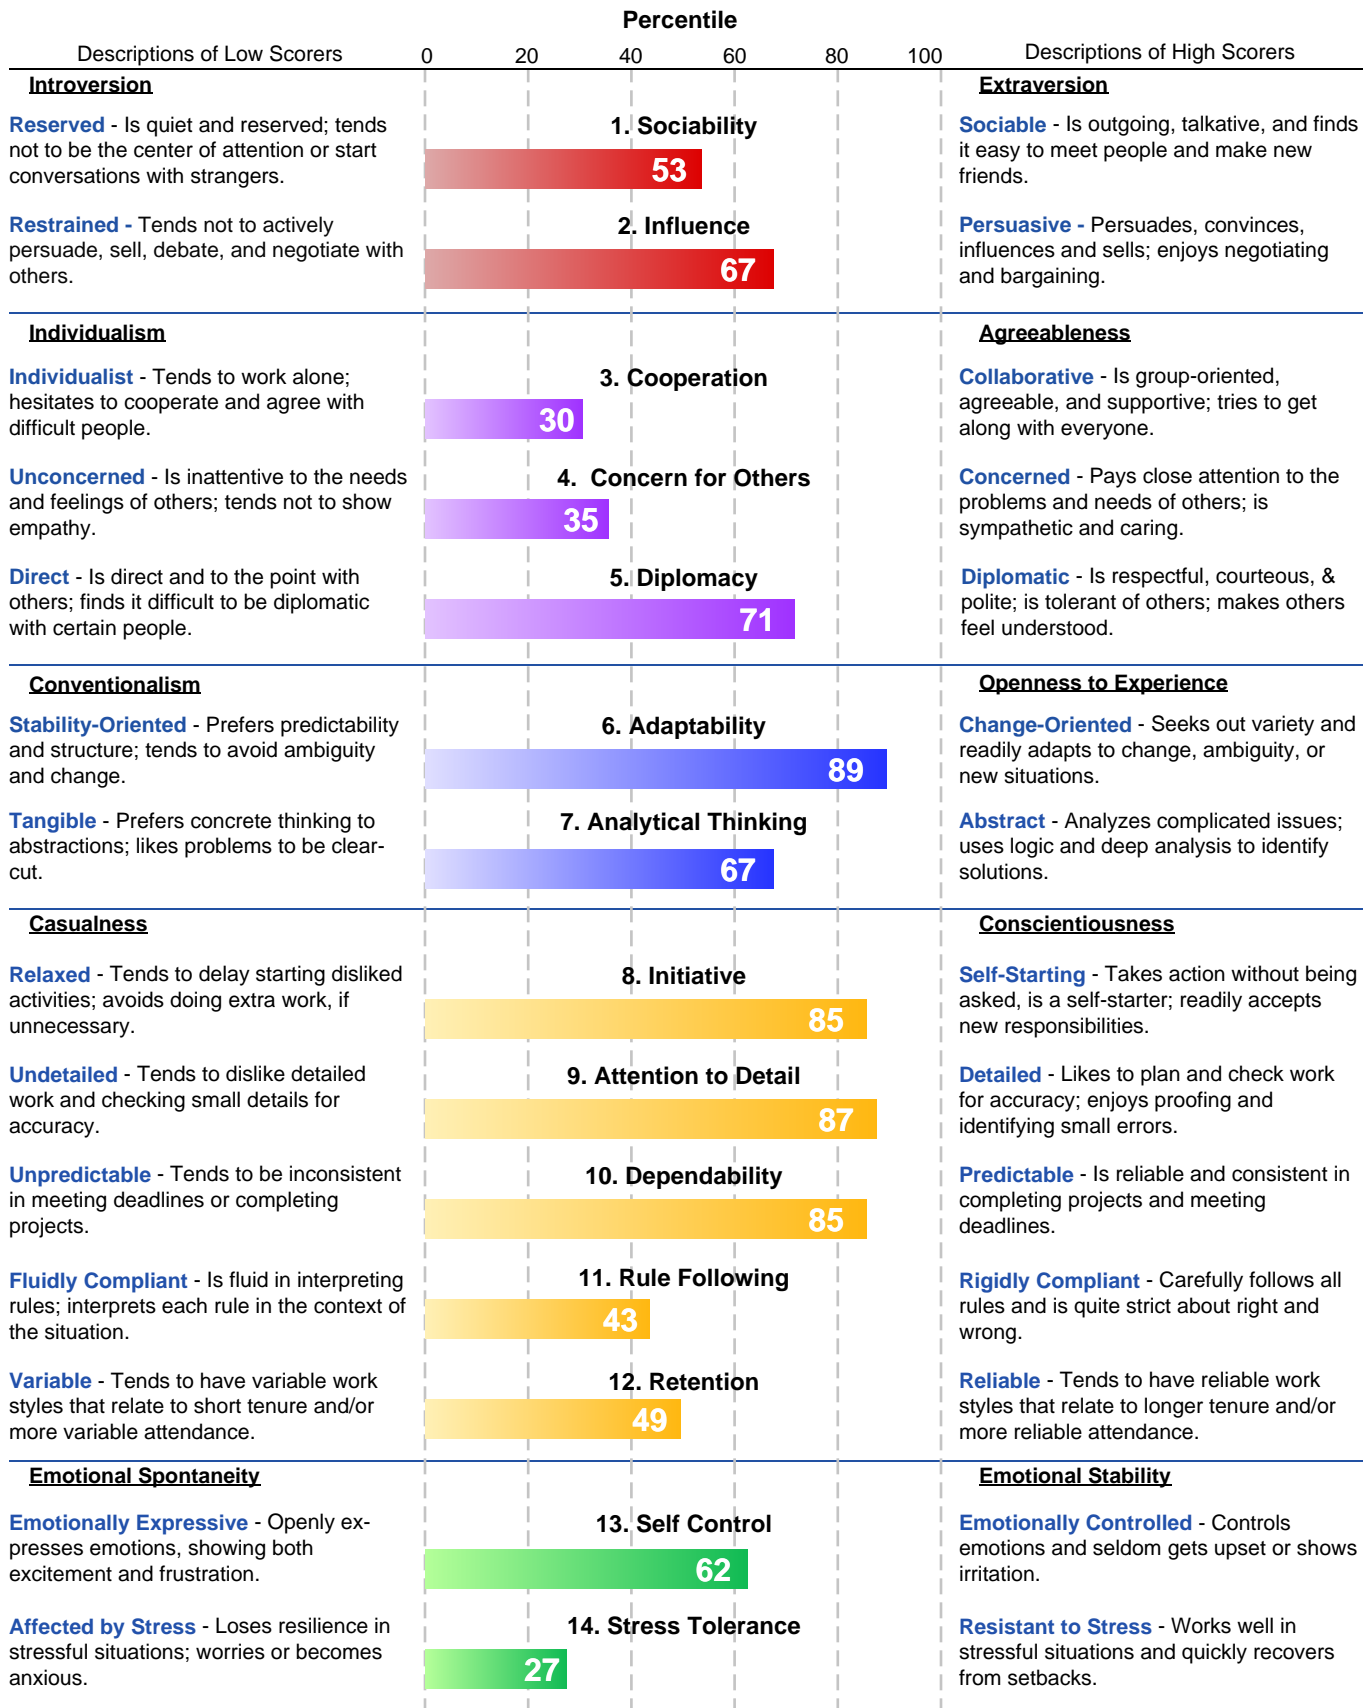 Percentile
Descriptions of Low Scorers 0 20 40 60 80 100 Descriptions of High Scorers
Introversion Extraversion
Reserved - Is quiet and reserved; tends
not to be the center of attention or start
conversations with strangers.
1. Sociability
53
Sociable - Is outgoing, talkative, and finds
it easy to meet people and make new
friends.
Restrained - Tends not to actively
persuade, sell, debate, and negotiate with
others.
2. Influence
67
Persuasive - Persuades, convinces,
influences and sells; enjoys negotiating
and bargaining.
Individualism Agreeableness
Individualist - Tends to work alone;
hesitates to cooperate and agree with
difficult people.
3. Cooperation
30
Collaborative - Is group-oriented,
agreeable, and supportive; tries to get
along with everyone.
Unconcerned - Is inattentive to the needs
and feelings of others; tends not to show
empathy.
4. Concern for Others
35
Concerned - Pays close attention to the
problems and needs of others; is
sympathetic and caring.
Direct - Is direct and to the point with
others; finds it difficult to be diplomatic
with certain people.
5. Diplomacy
71
Diplomatic - Is respectful, courteous, &
polite; is tolerant of others; makes others
feel understood.
Conventionalism Openness to Experience
Stability-Oriented - Prefers predictability
and structure; tends to avoid ambiguity
and change.
6. Adaptability
89
Change-Oriented - Seeks out variety and
readily adapts to change, ambiguity, or
new situations.
Tangible - Prefers concrete thinking to
abstractions; likes problems to be clear-
cut.
7. Analytical Thinking
67
Abstract - Analyzes complicated issues;
uses logic and deep analysis to identify
solutions.
Casualness Conscientiousness
Relaxed - Tends to delay starting disliked
activities; avoids doing extra work, if
unnecessary.
8. Initiative
85
Self-Starting - Takes action without being
asked, is a self-starter; readily accepts
new responsibilities.
Undetailed - Tends to dislike detailed
work and checking small details for
accuracy.
9. Attention to Detail
87
Detailed - Likes to plan and check work
for accuracy; enjoys proofing and
identifying small errors.
Unpredictable - Tends to be inconsistent
in meeting deadlines or completing
projects.
10. Dependability
85
Predictable - Is reliable and consistent in
completing projects and meeting
deadlines.
Fluidly Compliant - Is fluid in interpreting
rules; interprets each rule in the context of
the situation.
11. Rule Following
43
Rigidly Compliant - Carefully follows all
rules and is quite strict about right and
wrong.
Variable - Tends to have variable work
styles that relate to short tenure and/or
more variable attendance.
12. Retention
49
Reliable - Tends to have reliable work
styles that relate to longer tenure and/or
more reliable attendance.
Emotional Spontaneity Emotional Stability
Emotionally Expressive - Openly ex-
presses emotions, showing both
excitement and frustration.
13. Self Control
62
Emotionally Controlled - Controls
emotions and seldom gets upset or shows
irritation.
Affected by Stress - Loses resilience in
stressful situations; worries or becomes
anxious.
14. Stress Tolerance
27
Resistant to Stress - Works well in
stressful situations and quickly recovers
from setbacks.